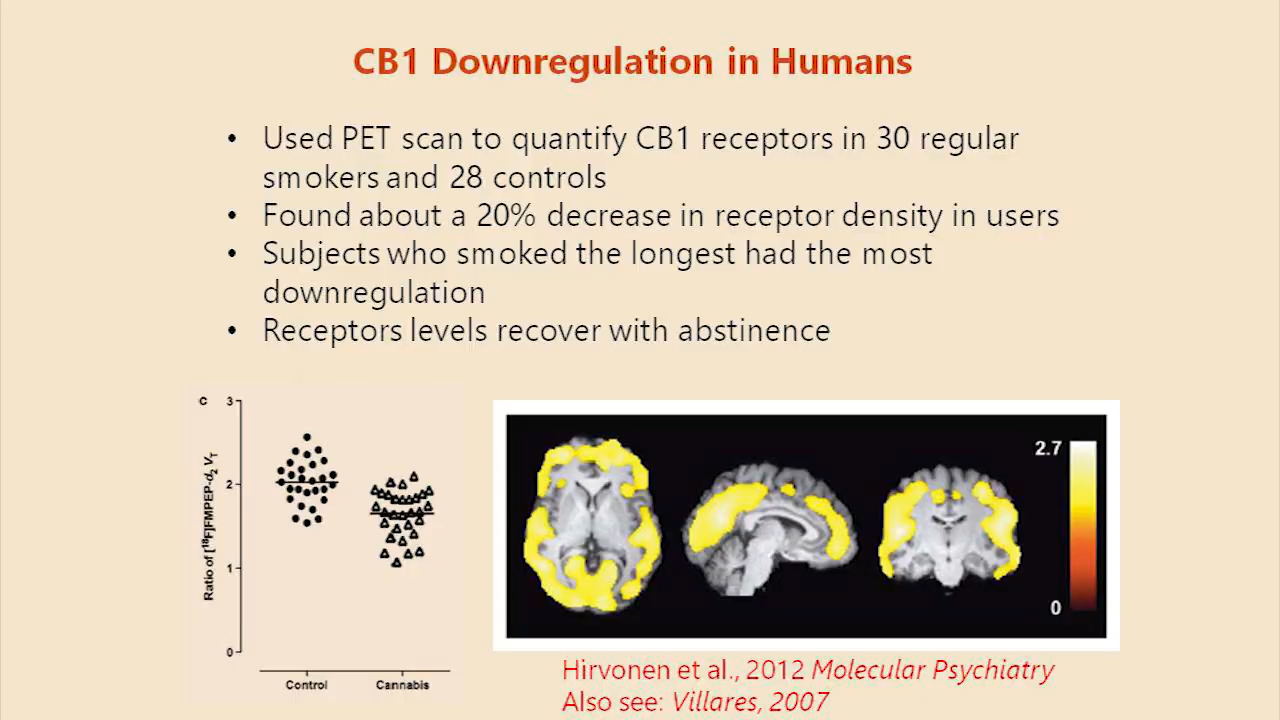 CB1 Downregulation in Humans
• Used PET scan to quantify CB1 receptors in 30 regular
smokers and 28 controls
• Found about a 20% decrease in receptor density in users
• Subjects who smoked the longest had the most
downregulation
• Receptors levels recover with abstinence
C
3
2
1
0
Ratio of [¹⁸F]FMPEP-d₂ V_T
Control
Cannabis
2.7
0
Hirvonen et al., 2012 Molecular Psychiatry
Also see: Villares, 2007